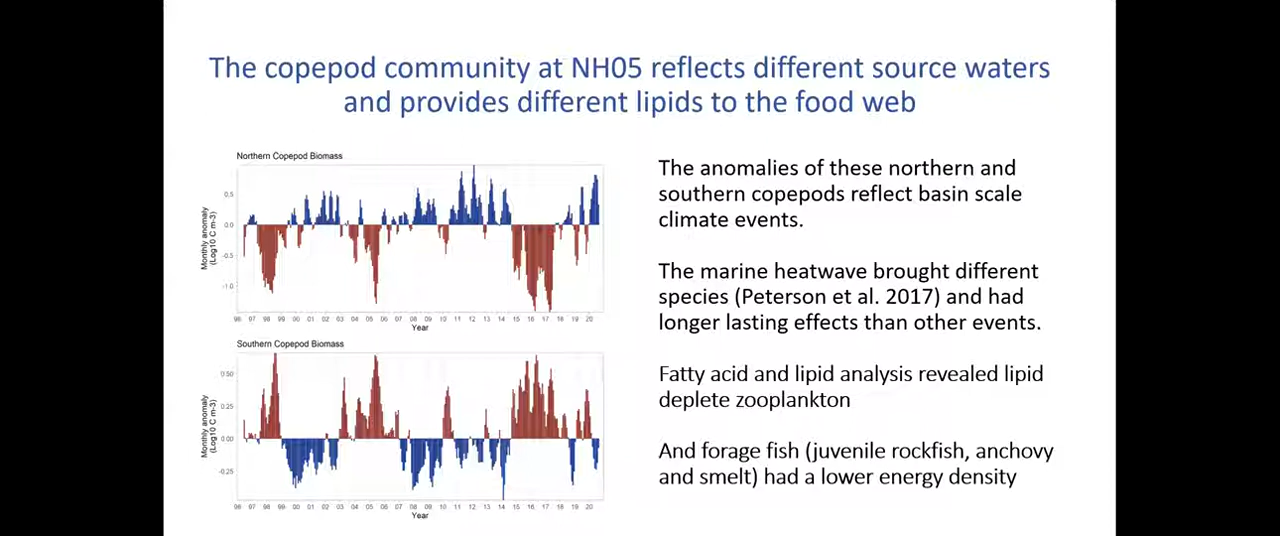 The copepod community at NH05 reflects different source waters
and provides different lipids to the food web
Northern Copepod Biomass
Monthly anomaly
(Log10 C m-3)
0.5
0.0
-0.5
-1.0
96 97 98 99 00 01 02 03 04 05 06 07 08 09 10 11 12 13 14 15 16 17 18 19 20
Year
Southern Copepod Biomass
Monthly anomaly
(Log10 C m-3)
0.50
0.25
0.00
-0.25
96 97 98 99 00 01 02 03 04 05 06 07 08 09 10 11 12 13 14 15 16 17 18 19 20
Year
The anomalies of these northern and
southern copepods reflect basin scale
climate events.
The marine heatwave brought different
species (Peterson et al. 2017) and had
longer lasting effects than other events.
Fatty acid and lipid analysis revealed lipid
deplete zooplankton
And forage fish (juvenile rockfish, anchovy
and smelt) had a lower energy density